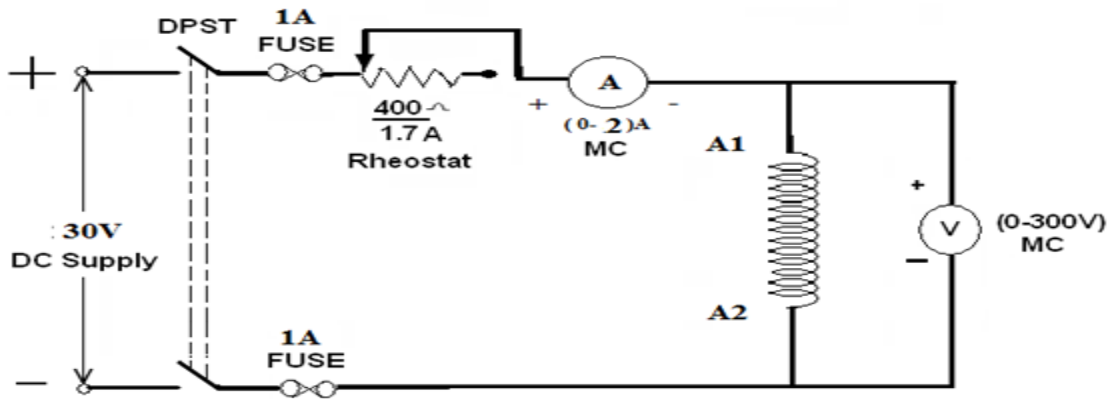 DPST
1A
FUSE
+
400
1.7 A
Rheostat
A
+ -
(0- 2)A
MC
A1
A2
+
V
-
(0-300V)
MC
: 30V
DC Supply
1A
FUSE
-